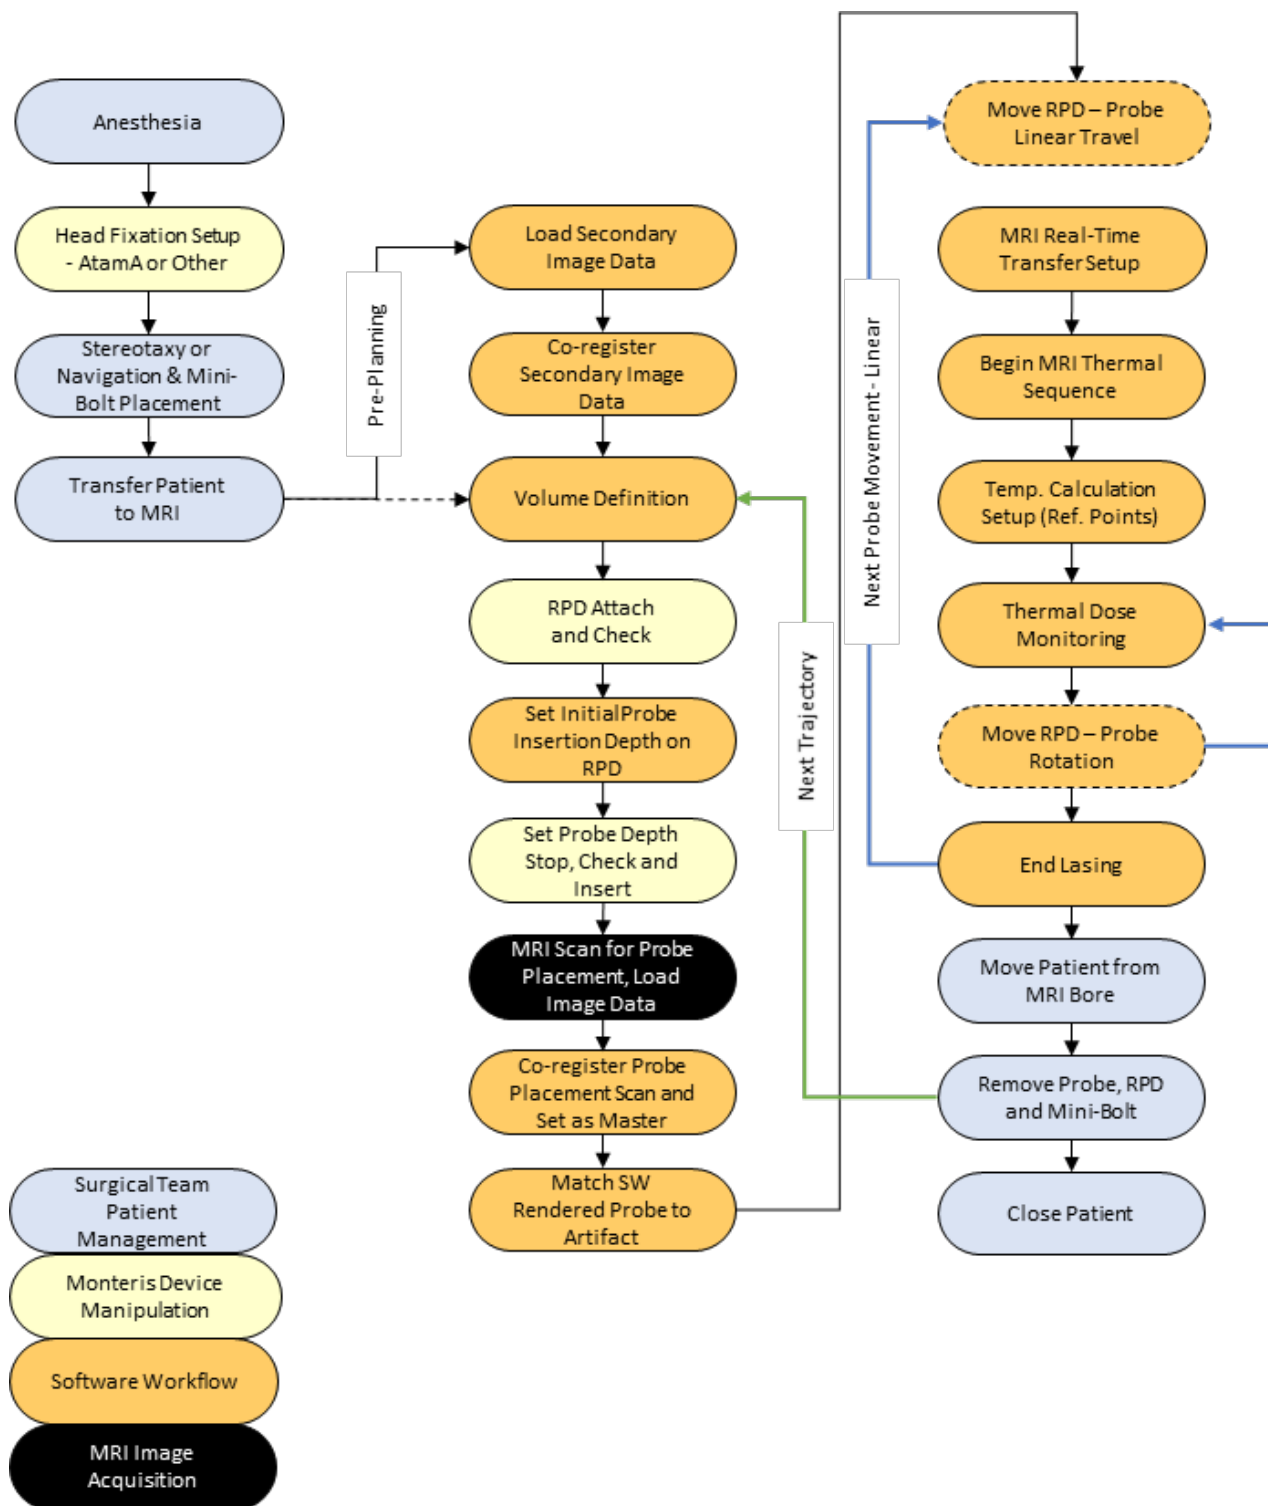 Anesthesia
Head Fixation Setup
- AtamA or Other
Stereotaxy or
Navigation & Mini-
Bolt Placement
Transfer Patient
to MRI
Pre-Planning
Load Secondary
Image Data
Co-register
Secondary Image
Data
Volume Definition
RPD Attach
and Check
Set Initial Probe
Insertion Depth on
RPD
Set Probe Depth
Stop, Check and
Insert
MRI Scan for Probe
Placement, Load
Image Data
Co-register Probe
Placement Scan and
Set as Master
Match SW
Rendered Probe to
Artifact
Next Trajectory
Next Probe Movement - Linear
Move RPD – Probe
Linear Travel
MRI Real-Time
Transfer Setup
Begin MRI Thermal
Sequence
Temp. Calculation
Setup (Ref. Points)
Thermal Dose
Monitoring
Move RPD – Probe
Rotation
End Lasing
Move Patient from
MRI Bore
Remove Probe, RPD
and Mini-Bolt
Close Patient
Surgical Team
Patient
Management
Monteris Device
Manipulation
Software Workflow
MRI Image
Acquisition